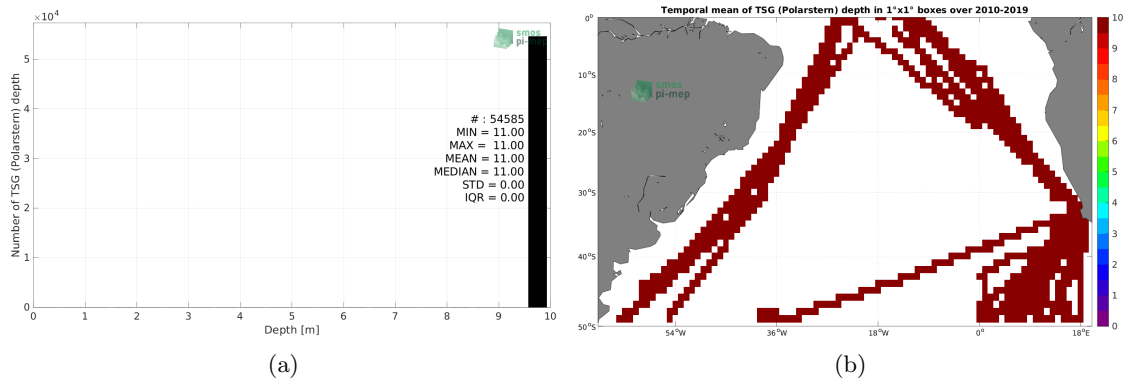 ×10⁴
smos
pi-mep
5
4
3
2
1
0
Number of TSG (Polarstern) depth
# : 54585
MIN = 11.00
MAX = 11.00
MEAN = 11.00
MEDIAN = 11.00
STD = 0.00
IQR = 0.00
0 1 2 3 4 5 6 7 8 9 10
Depth [m]
(a)
Temporal mean of TSG (Polarstern) depth in 1°x1° boxes over 2010-2019
0°
10°S
20°S
30°S
40°S
50°S
smos
pi-mep
54°W 36°W 18°W 0° 18°E
10
9
8
7
6
5
4
3
2
1
0
(b)